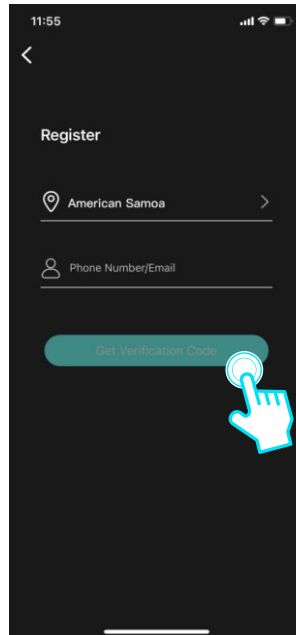 11:55
Register
American Samoa
Phone Number/Email
Get Verification Code